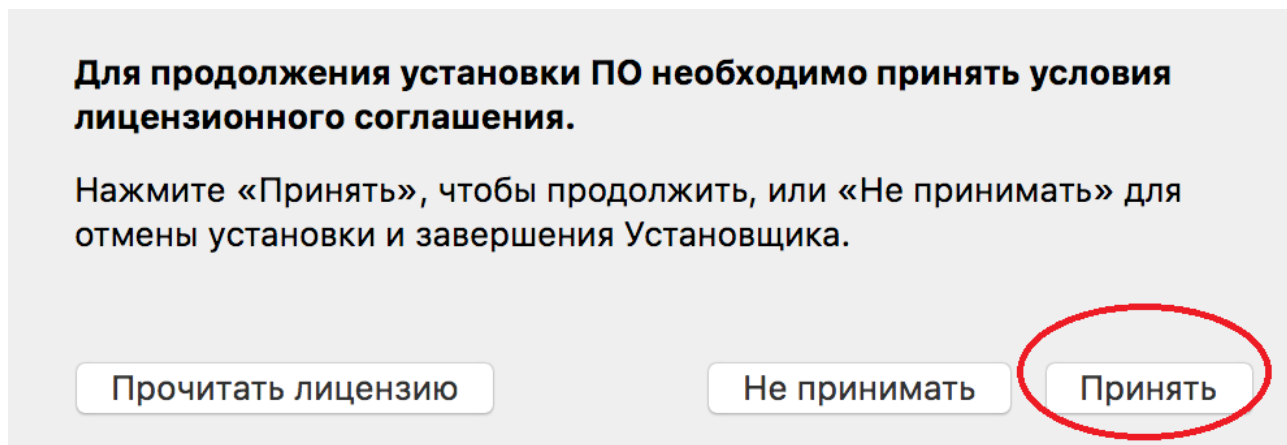 Для продолжения установки ПО необходимо принять условия
лицензионного соглашения.
Нажмите «Принять», чтобы продолжить, или «Не принимать» для
отмены установки и завершения Установщика.
Прочитать лицензию Не принимать Принять